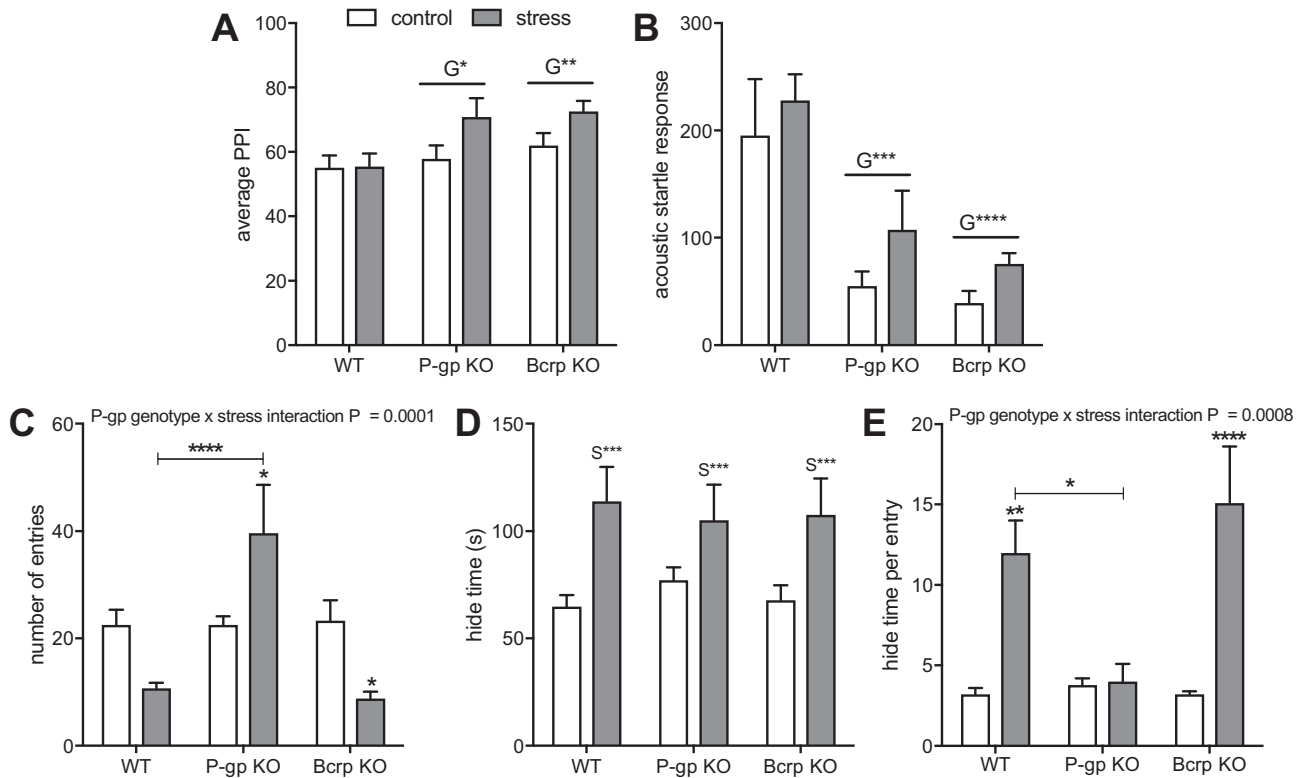 A
control
stress
100
80
60
40
20
0
average PPI
G*
G**
WT
P-gp KO
Bcrp KO
B
300
200
100
0
acoustic startle response
G***
G****
WT
P-gp KO
Bcrp KO
C
P-gp genotype x stress interaction P = 0.0001
60
40
20
0
number of entries
****
*
*
WT
P-gp KO
Bcrp KO
D
150
100
50
0
hide time (s)
S***
S***
S***
WT
P-gp KO
Bcrp KO
E
P-gp genotype x stress interaction P = 0.0008
20
15
10
5
0
hide time per entry
**
*
****
WT
P-gp KO
Bcrp KO